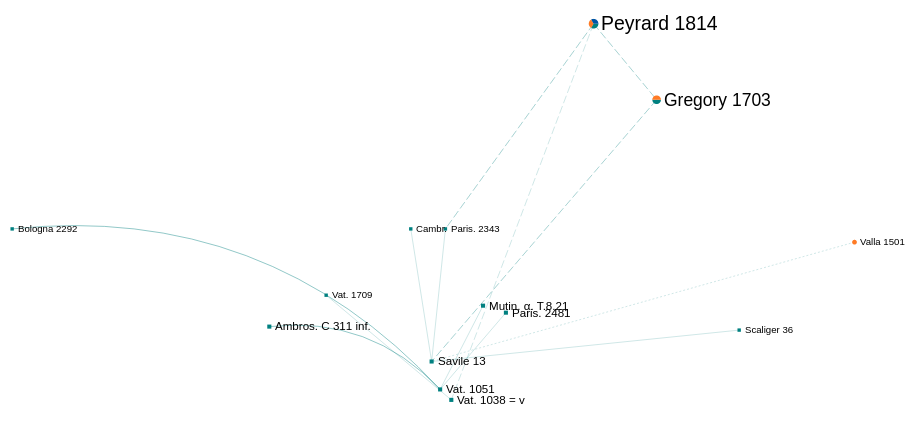 Peyrard 1814
Gregory 1703
Bologna 2292
Paris. 2343
Valla 1501
Vat. 1709
Mutin. α. T.8.21
Paris. 2481
Ambros. C 311 inf.
Scaliger 36
Savile 13
Vat. 1051
Vat. 1038 = v